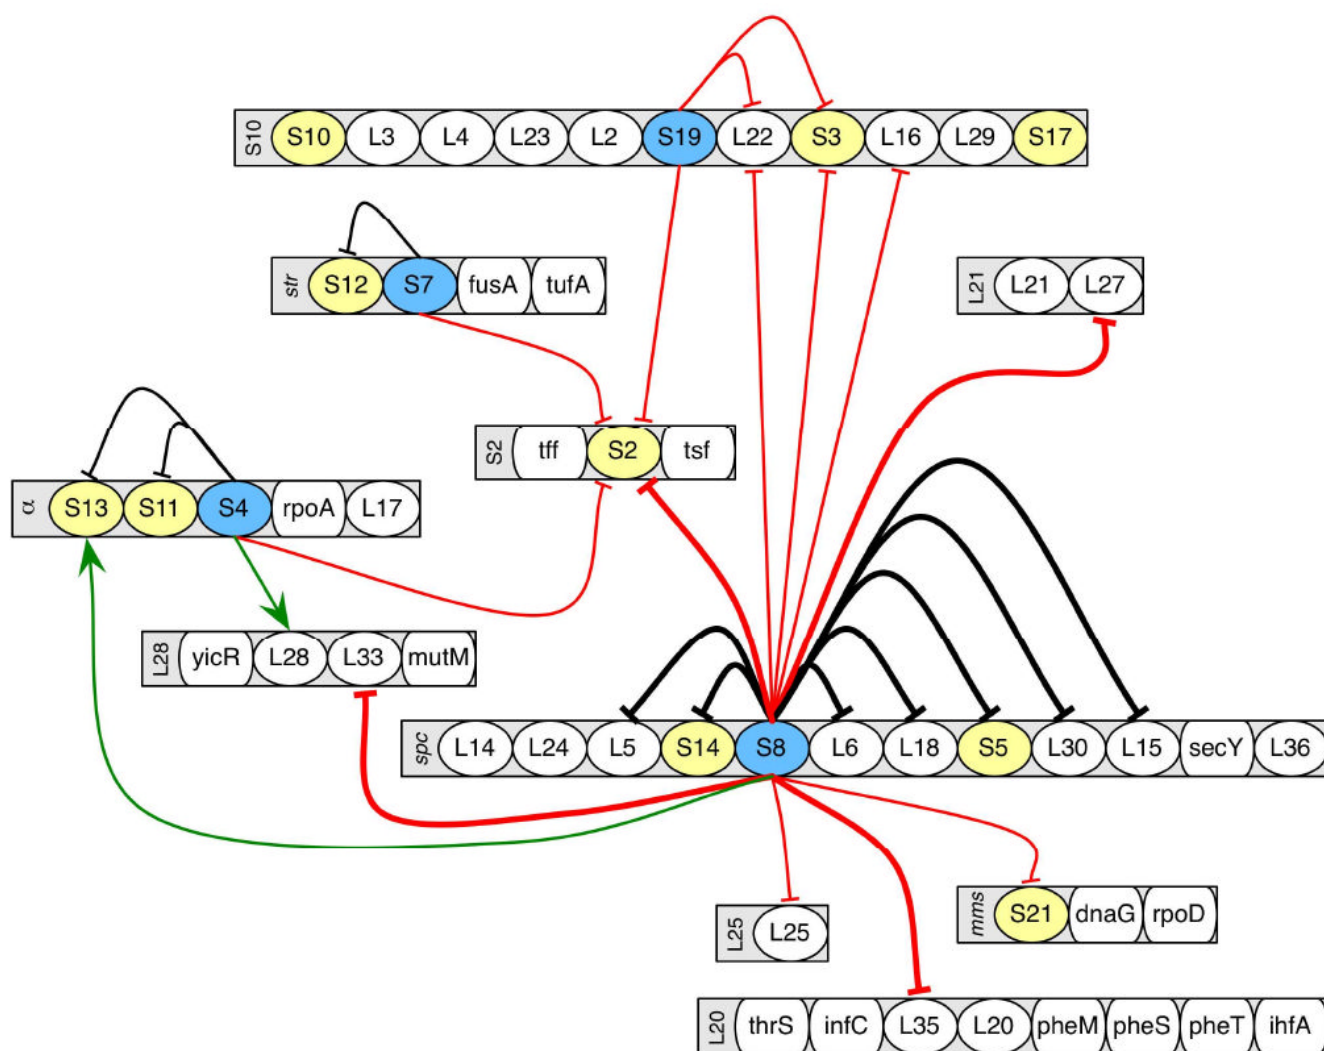 S10 S10 L3 L4 L23 L2 S19 L22 S3 L16 L29 S17
str S12 S7 fusA tufA
L21 L21 L27
S2 tff S2 tsf
α S13 S11 S4 rpoA L17
L28 yicR L28 L33 mutM
spc L14 L24 L5 S14 S8 L6 L18 S5 L30 L15 secY L36
mms S21 dnaG rpoD
L25 L25
L20 thrS infC L35 L20 pheM pheS pheT ihfA